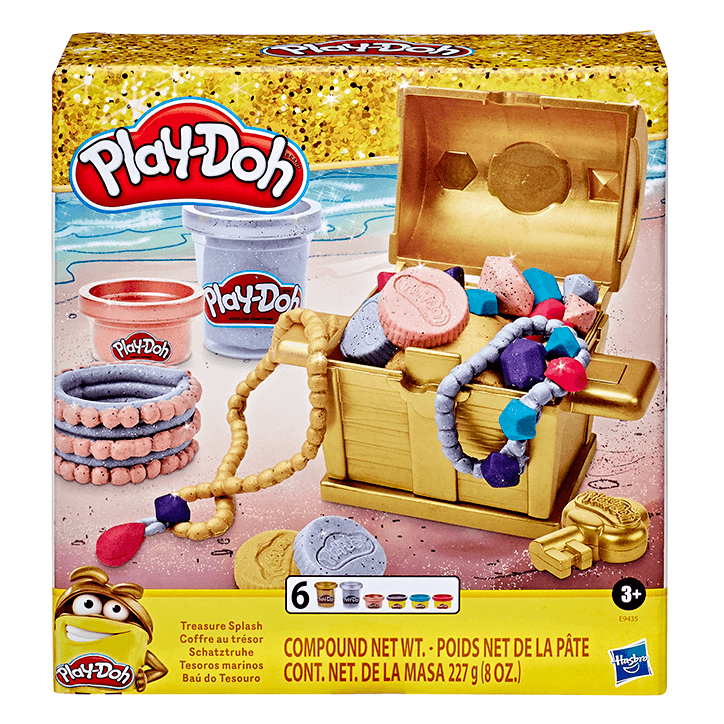 Play-Doh
Play-Doh
Play-Doh
Play-Doh
6
3+
E9435
Treasure Splash
Coffre au trésor
Schatztruhe
Tesoros marinos
Baú do Tesouro
COMPOUND NET WT. - POIDS NET DE LA PÂTE
CONT. NET. DE LA MASA 227 g (8 OZ.)
Play-Doh
Hasbro